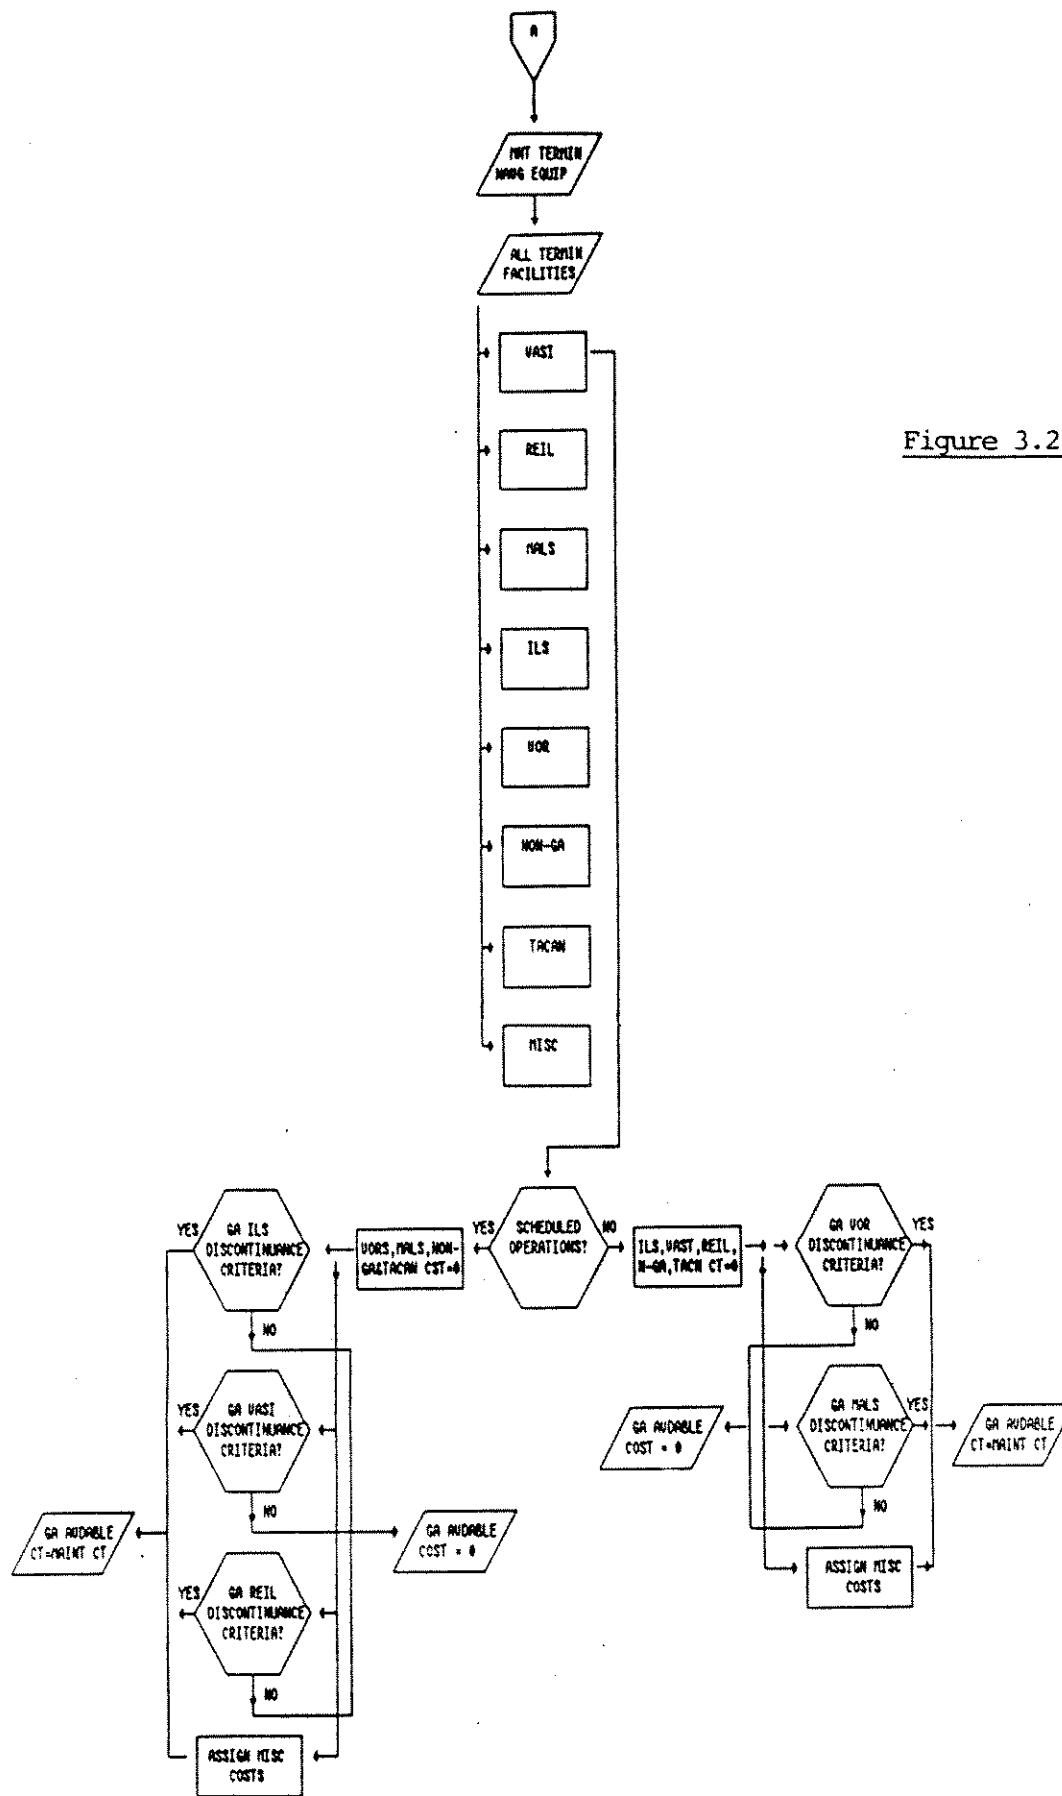 A
MNT TERMIN
NAVG EQUIP
ALL TERMIN
FACILITIES
VASI
REIL
Figure 3.2
MALS
ILS
VOR
NON-GA
TACAN
MISC
YES
GA ILS
DISCONTINUANCE
CRITERIA?
VORS,MALS,NON-
GA&TACAN CST=0
YES
SCHEDULED
OPERATIONS?
NO
ILS,VAST,REIL,
N-GA,TACN CT=0
GA VOR
DISCONTINUANCE
CRITERIA?
YES
NO
NO
YES
GA VASI
DISCONTINUANCE
CRITERIA?
GA AVDABLE
COST = 0
GA MALS
DISCONTINUANCE
CRITERIA?
YES
GA AVDABLE
CT=MAINT CT
NO
NO
GA AVDABLE
CT=MAINT CT
GA AVDABLE
COST = 0
ASSIGN MISC
COSTS
YES
GA REIL
DISCONTINUANCE
CRITERIA?
NO
ASSIGN MISC
COSTS